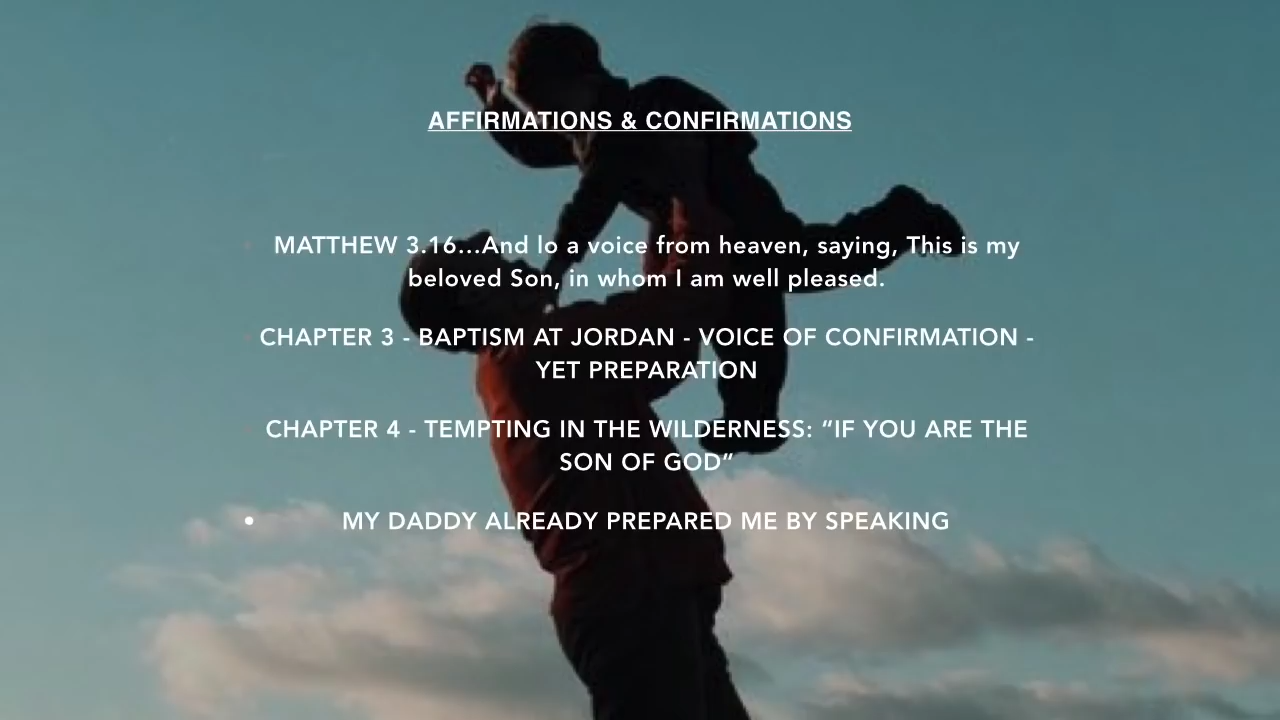 AFFIRMATIONS & CONFIRMATIONS
MATTHEW 3.16...And lo a voice from heaven, saying, This is my
beloved Son, in whom I am well pleased.
CHAPTER 3 - BAPTISM AT JORDAN - VOICE OF CONFIRMATION -
YET PREPARATION
CHAPTER 4 - TEMPTING IN THE WILDERNESS: “IF YOU ARE THE
SON OF GOD”
• MY DADDY ALREADY PREPARED ME BY SPEAKING